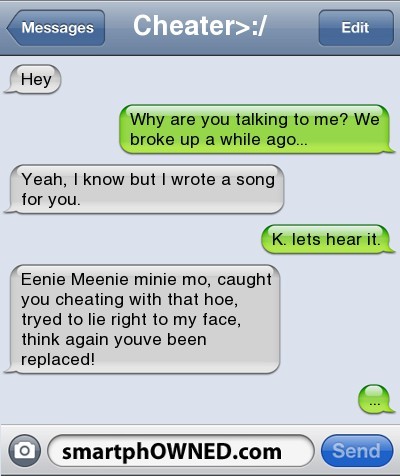 Messages
Cheater>:/
Edit
Hey
Why are you talking to me? We
broke up a while ago...
Yeah, I know but I wrote a song
for you.
K. lets hear it.
Eenie Meenie minie mo, caught
you cheating with that hoe,
tryed to lie right to my face,
think again youve been
replaced!
...
smartphOWNED.com
Send